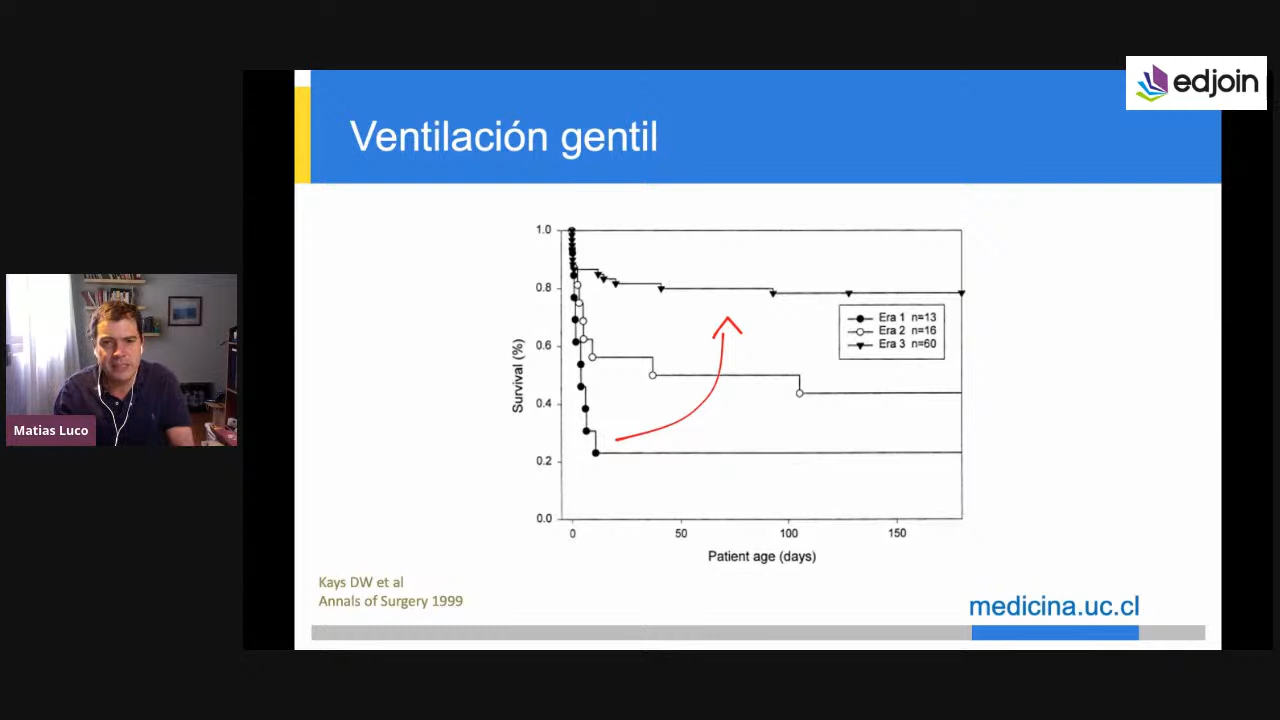 edjoin
Ventilación gentil
1.0
0.8
0.6
0.4
0.2
0.0
Survival (%)
Era 1 n=13
Era 2 n=16
Era 3 n=60
0 50 100 150
Patient age (days)
Matias Luco
Kays DW et al
Annals of Surgery 1999
medicina.uc.cl